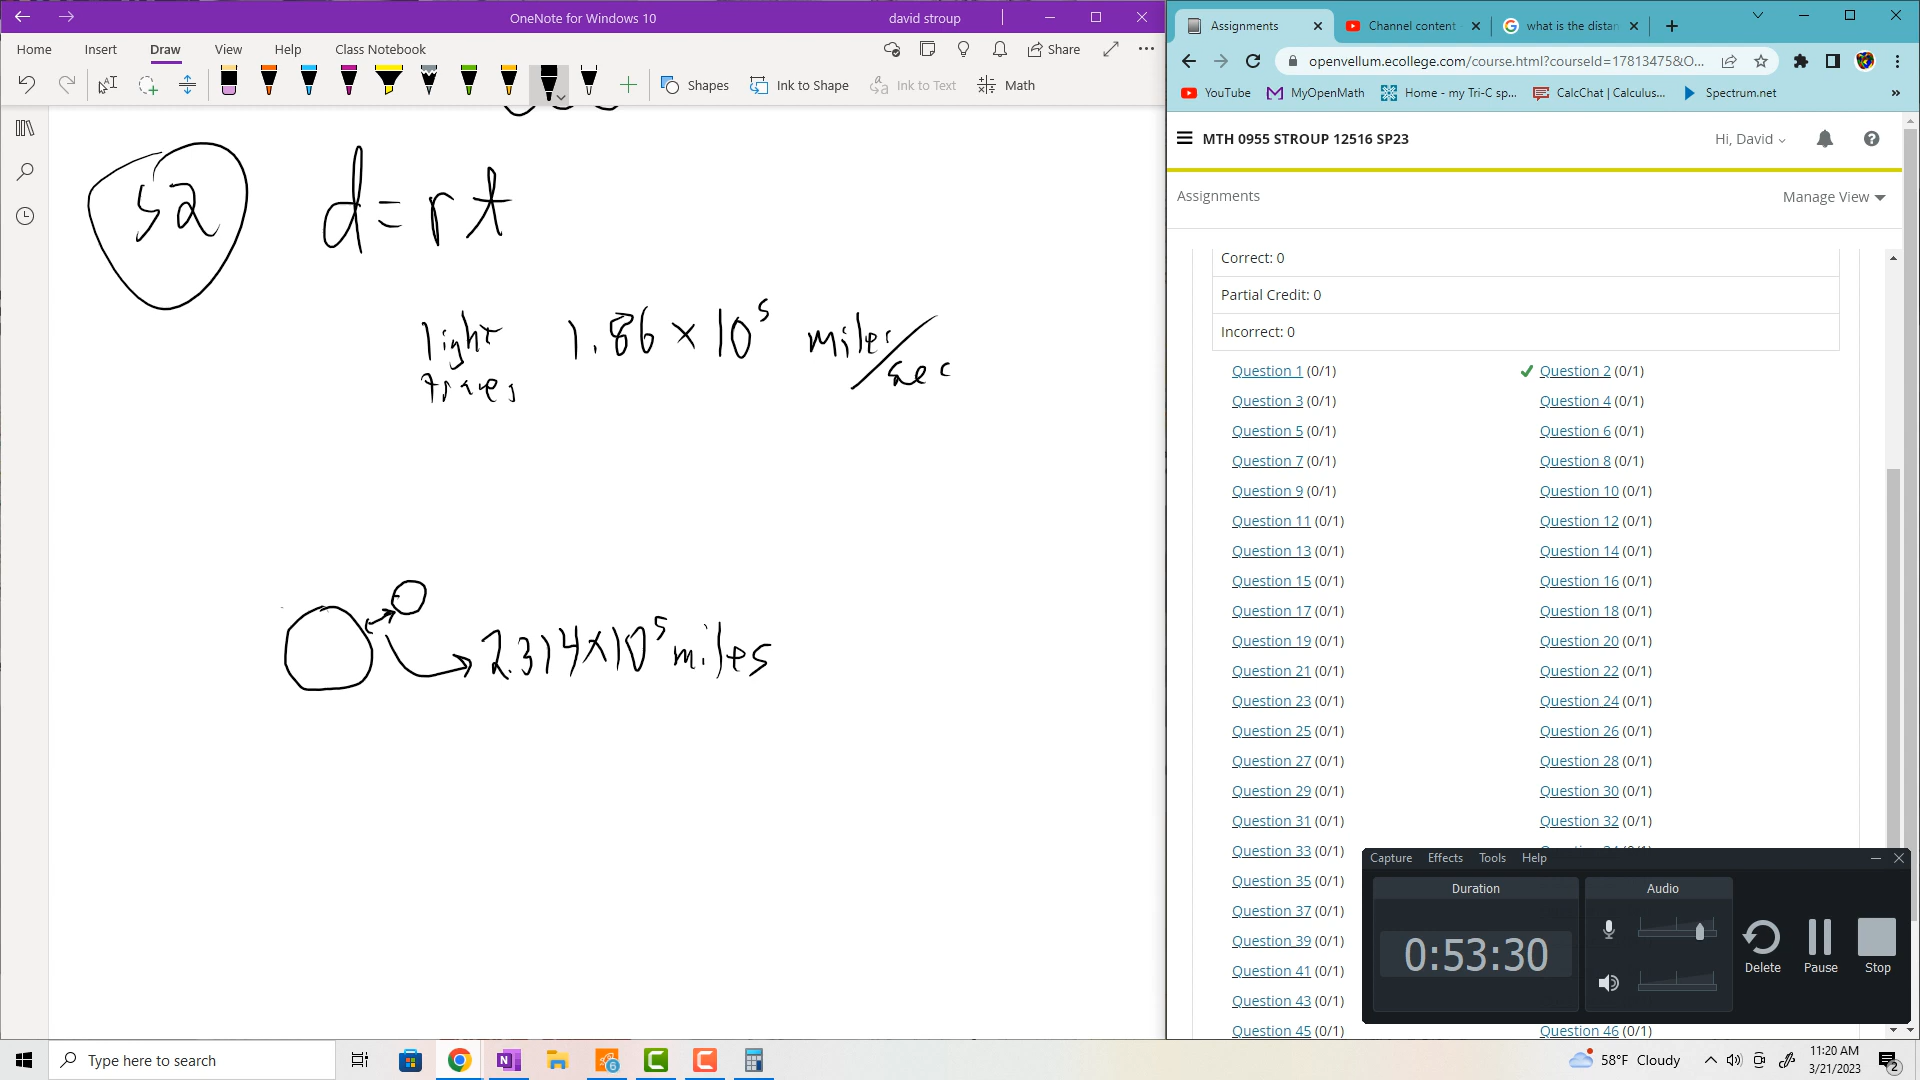 OneNote for Windows 10
david stroup
Home Insert Draw View Help Class Notebook
Share
Shapes Ink to Shape Ink to Text Math
52
d = r t
light 1.86 × 10^5 miles/sec
2.314×10^5 miles
Assignments Channel content what is the distan
openvellum.ecollege.com/course.html?courseId=17813475&O...
YouTube MyOpenMath Home - my Tri-C sp... CalcChat | Calculus... Spectrum.net »
MTH 0955 STROUP 12516 SP23 Hi, David
Assignments Manage View
Correct: 0
Partial Credit: 0
Incorrect: 0
Question 1 (0/1) Question 2 (0/1)
Question 3 (0/1) Question 4 (0/1)
Question 5 (0/1) Question 6 (0/1)
Question 7 (0/1) Question 8 (0/1)
Question 9 (0/1) Question 10 (0/1)
Question 11 (0/1) Question 12 (0/1)
Question 13 (0/1) Question 14 (0/1)
Question 15 (0/1) Question 16 (0/1)
Question 17 (0/1) Question 18 (0/1)
Question 19 (0/1) Question 20 (0/1)
Question 21 (0/1) Question 22 (0/1)
Question 23 (0/1) Question 24 (0/1)
Question 25 (0/1) Question 26 (0/1)
Question 27 (0/1) Question 28 (0/1)
Question 29 (0/1) Question 30 (0/1)
Question 31 (0/1) Question 32 (0/1)
Question 33 (0/1)
Question 35 (0/1)
Question 37 (0/1)
Question 39 (0/1)
Question 41 (0/1)
Question 43 (0/1)
Question 45 (0/1) Question 46 (0/1)
Capture Effects Tools Help
Duration Audio
0:53:30
Delete Pause Stop
Type here to search
58°F Cloudy
11:20 AM
3/21/2023
2